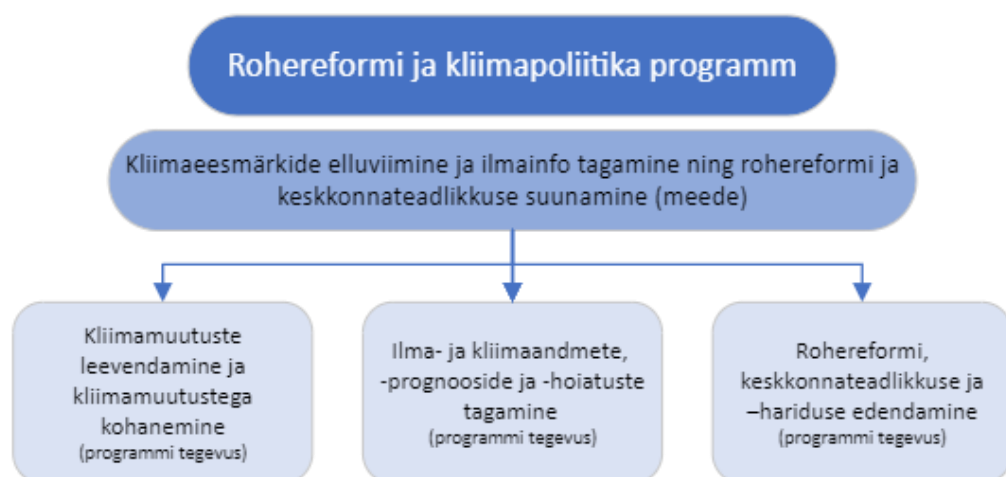 Rohereformi ja kliimapoliitika programm
Kliimaeesmärkide elluviimine ja ilmainfo tagamine ning rohereformi ja
keskkonnateadlikkuse suunamine (meede)
Kliimamuutuste
leevendamine ja
kliimamuutustega
kohanemine
(programmi tegevus)
Ilma- ja kliimaandmete,
-prognooside ja -hoiatuste
tagamine
(programmi tegevus)
Rohereformi,
keskkonnateadlikkuse ja
–hariduse edendamine
(programmi tegevus)